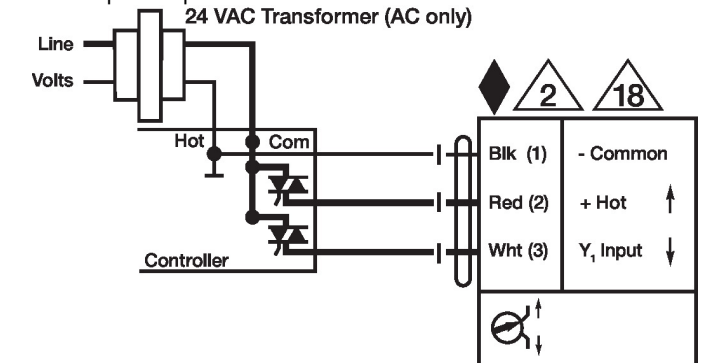 24 VAC Transformer (AC only)
Line
Volts
2
18
Hot
Com
Blk (1)
- Common
Red (2)
+ Hot
Wht (3)
Y1 Input
Controller